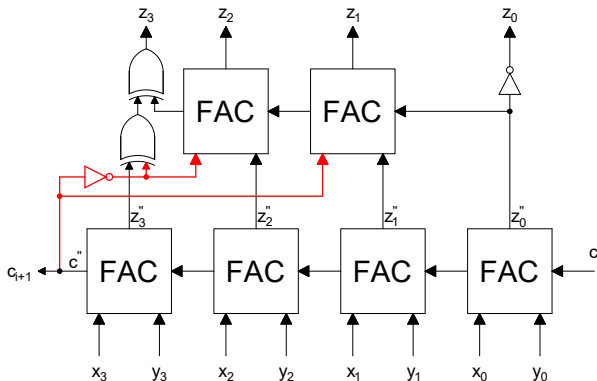 z3 z2 z1 z0
FAC FAC
z3" z2" z1" z0"
ci+1 c" FAC FAC FAC FAC c
x3 y3 x2 y2 x1 y1 x0 y0